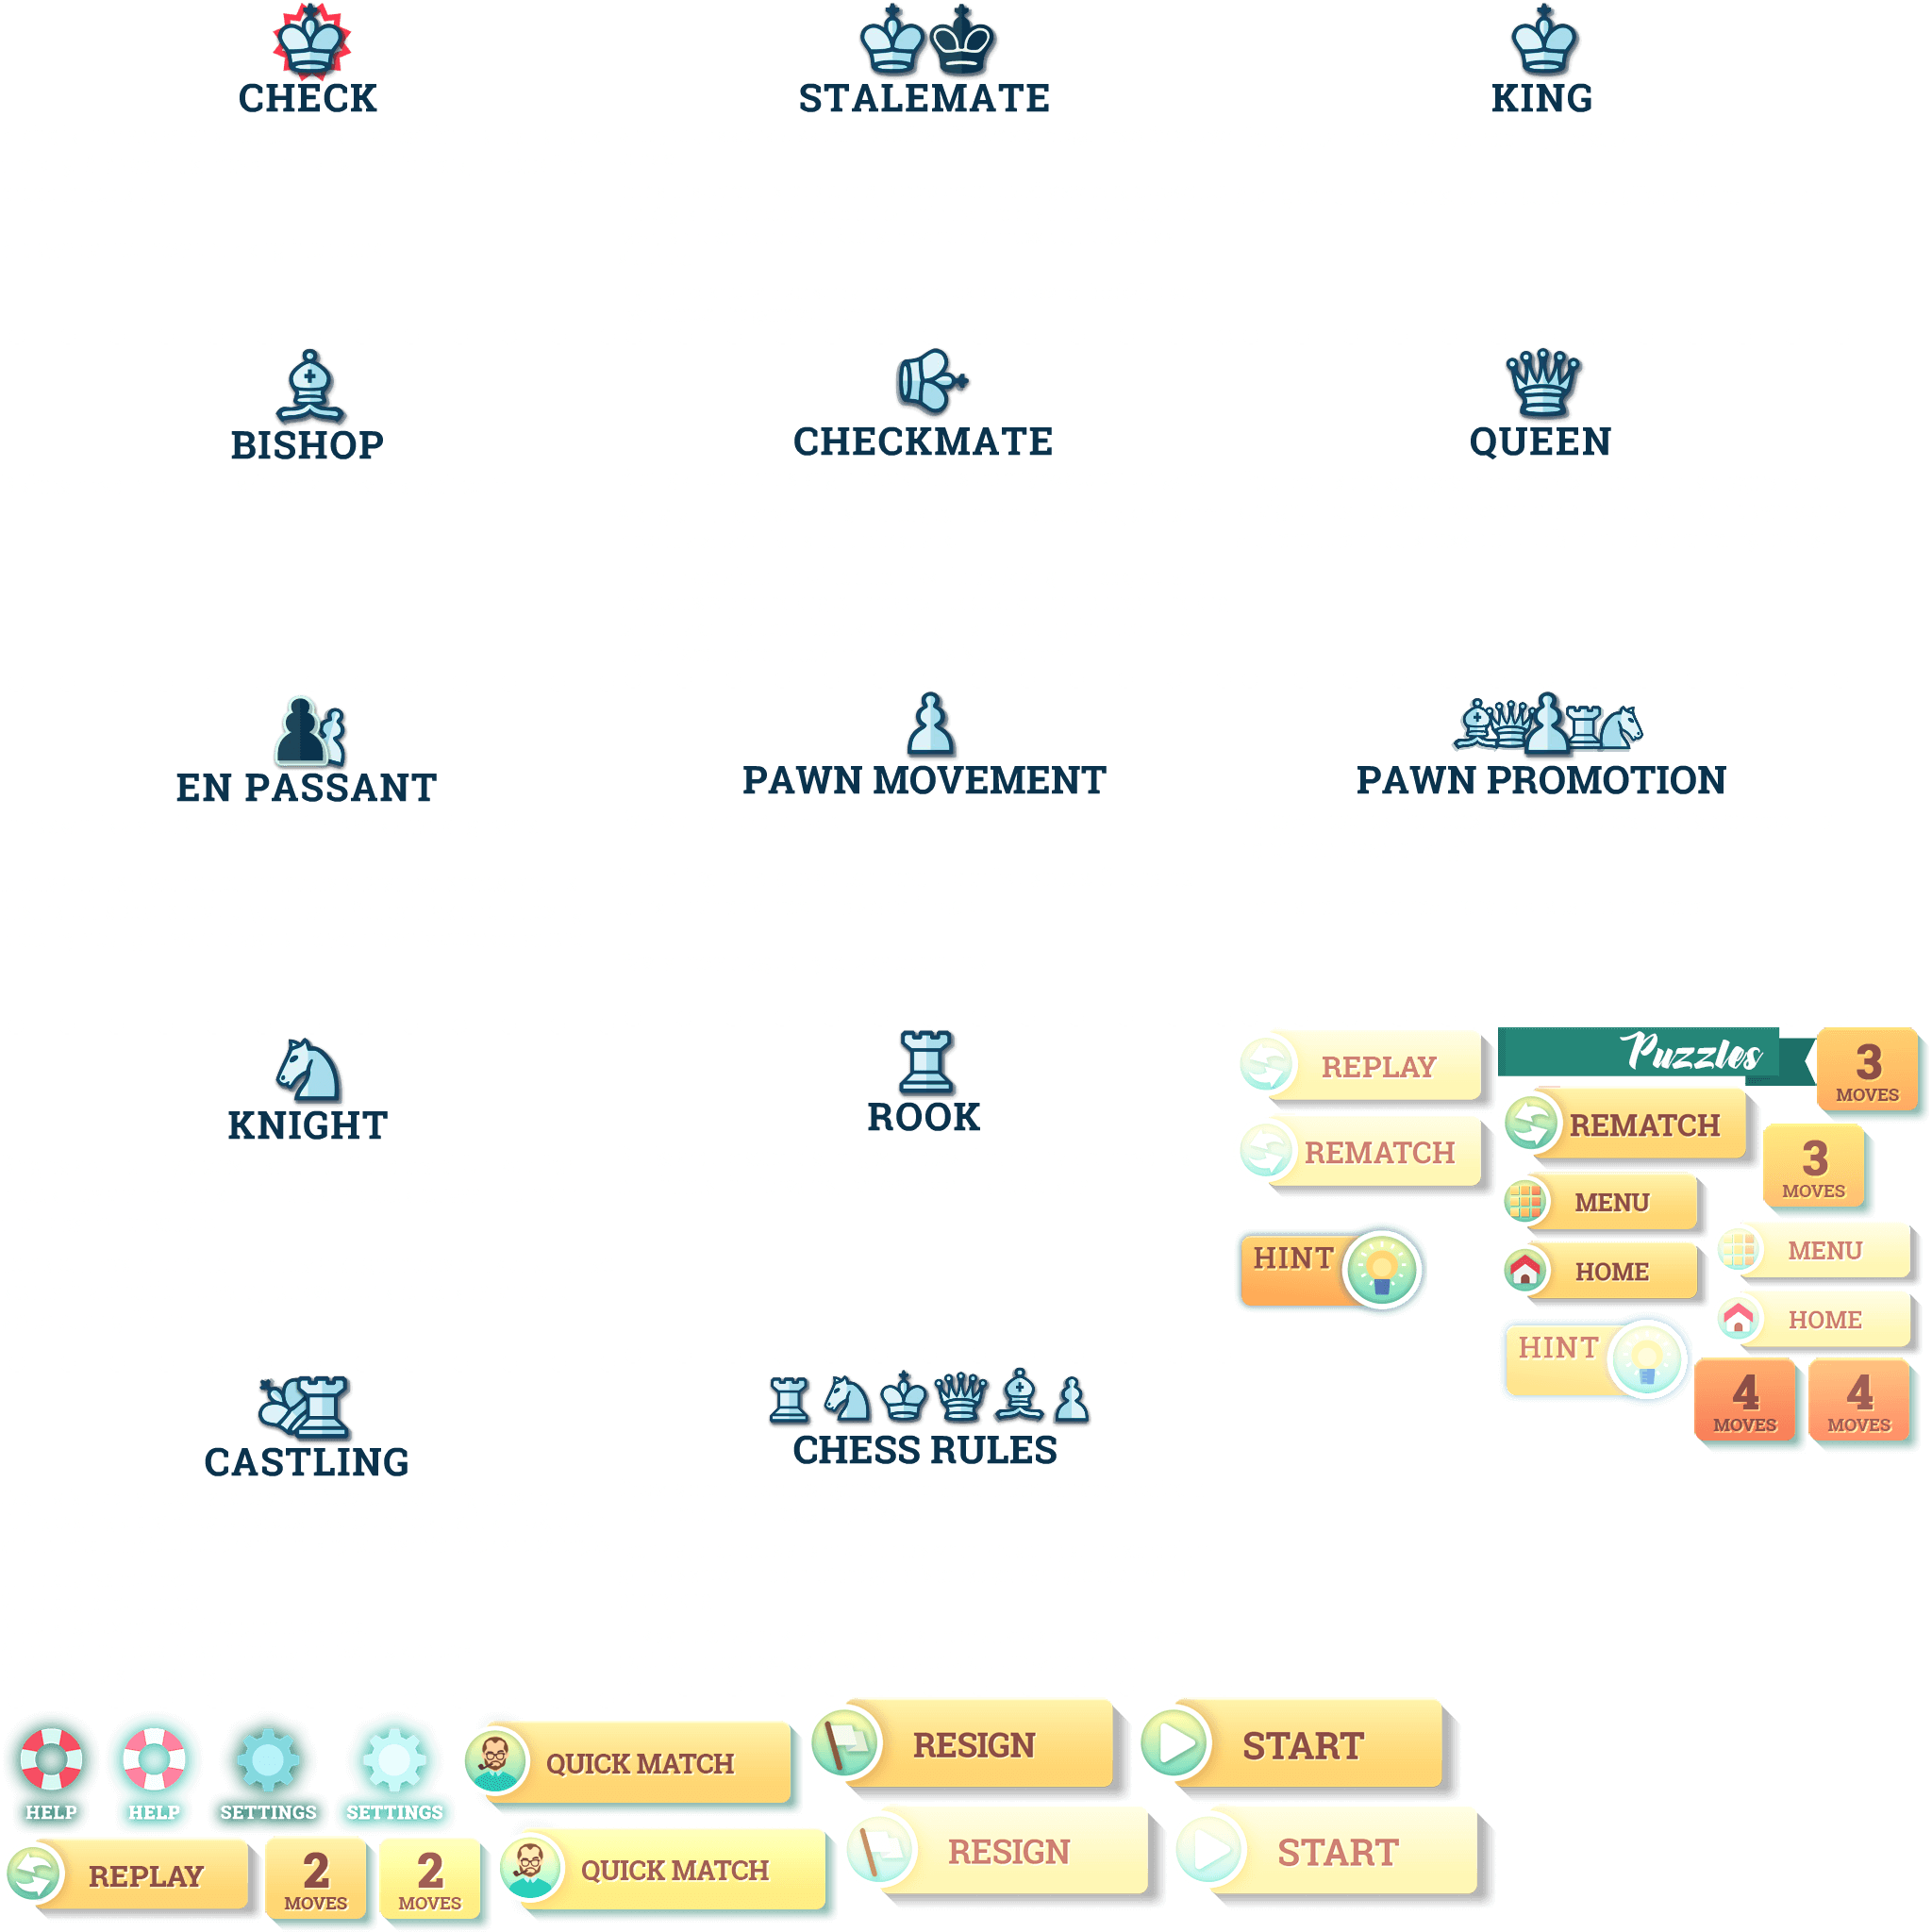 CHECK
STALEMATE
KING
BISHOP
CHECKMATE
QUEEN
EN PASSANT
PAWN MOVEMENT
PAWN PROMOTION
KNIGHT
ROOK
REPLAY
Puzzles
3
MOVES
REMATCH
REMATCH
3
MOVES
MENU
HINT
MENU
HOME
HOME
HINT
4
MOVES
4
MOVES
CASTLING
CHESS RULES
HELP
HELP
SETTINGS
SETTINGS
QUICK MATCH
RESIGN
START
REPLAY
2
MOVES
2
MOVES
QUICK MATCH
RESIGN
START